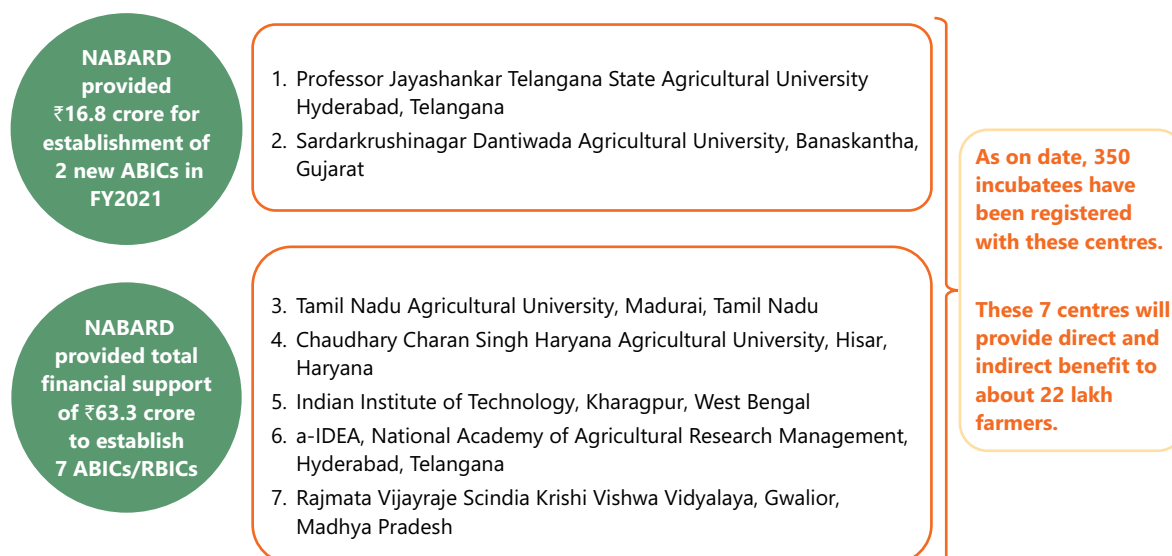 NABARD
provided
₹16.8 crore for
establishment of
2 new ABICs in
FY2021
1. Professor Jayashankar Telangana State Agricultural University
Hyderabad, Telangana
2. Sardarkrushinagar Dantiwada Agricultural University, Banaskantha,
Gujarat
NABARD
provided total
financial support
of ₹63.3 crore
to establish
7 ABICs/RBICs
3. Tamil Nadu Agricultural University, Madurai, Tamil Nadu
4. Chaudhary Charan Singh Haryana Agricultural University, Hisar,
Haryana
5. Indian Institute of Technology, Kharagpur, West Bengal
6. a-IDEA, National Academy of Agricultural Research Management,
Hyderabad, Telangana
7. Rajmata Vijayraje Scindia Krishi Vishwa Vidyalaya, Gwalior,
Madhya Pradesh
As on date, 350
incubatees have
been registered
with these centres.
These 7 centres will
provide direct and
indirect benefit to
about 22 lakh
farmers.